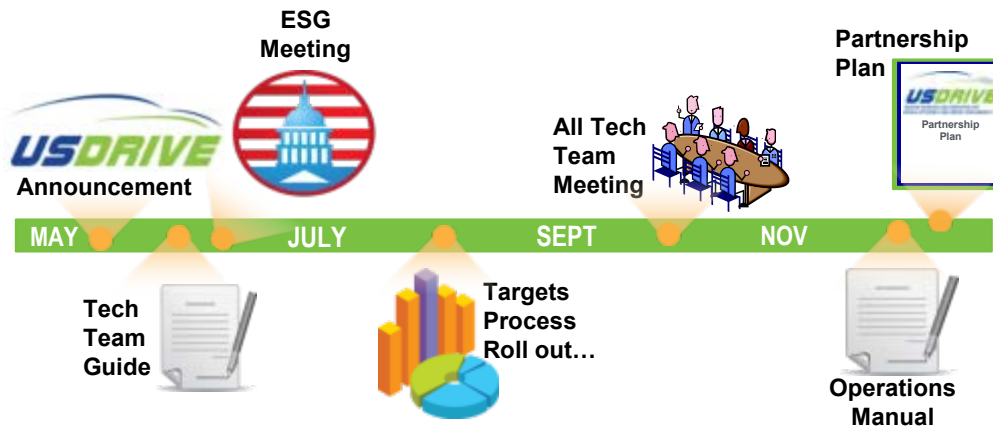 ESG
Meeting
Partnership
Plan
USDRIVE
Announcement
All Tech
Team
Meeting
USDRIVE
Partnership
Plan
MAY
JULY
SEPT
NOV
Tech
Team
Guide
Targets
Process
Roll out…
Operations
Manual